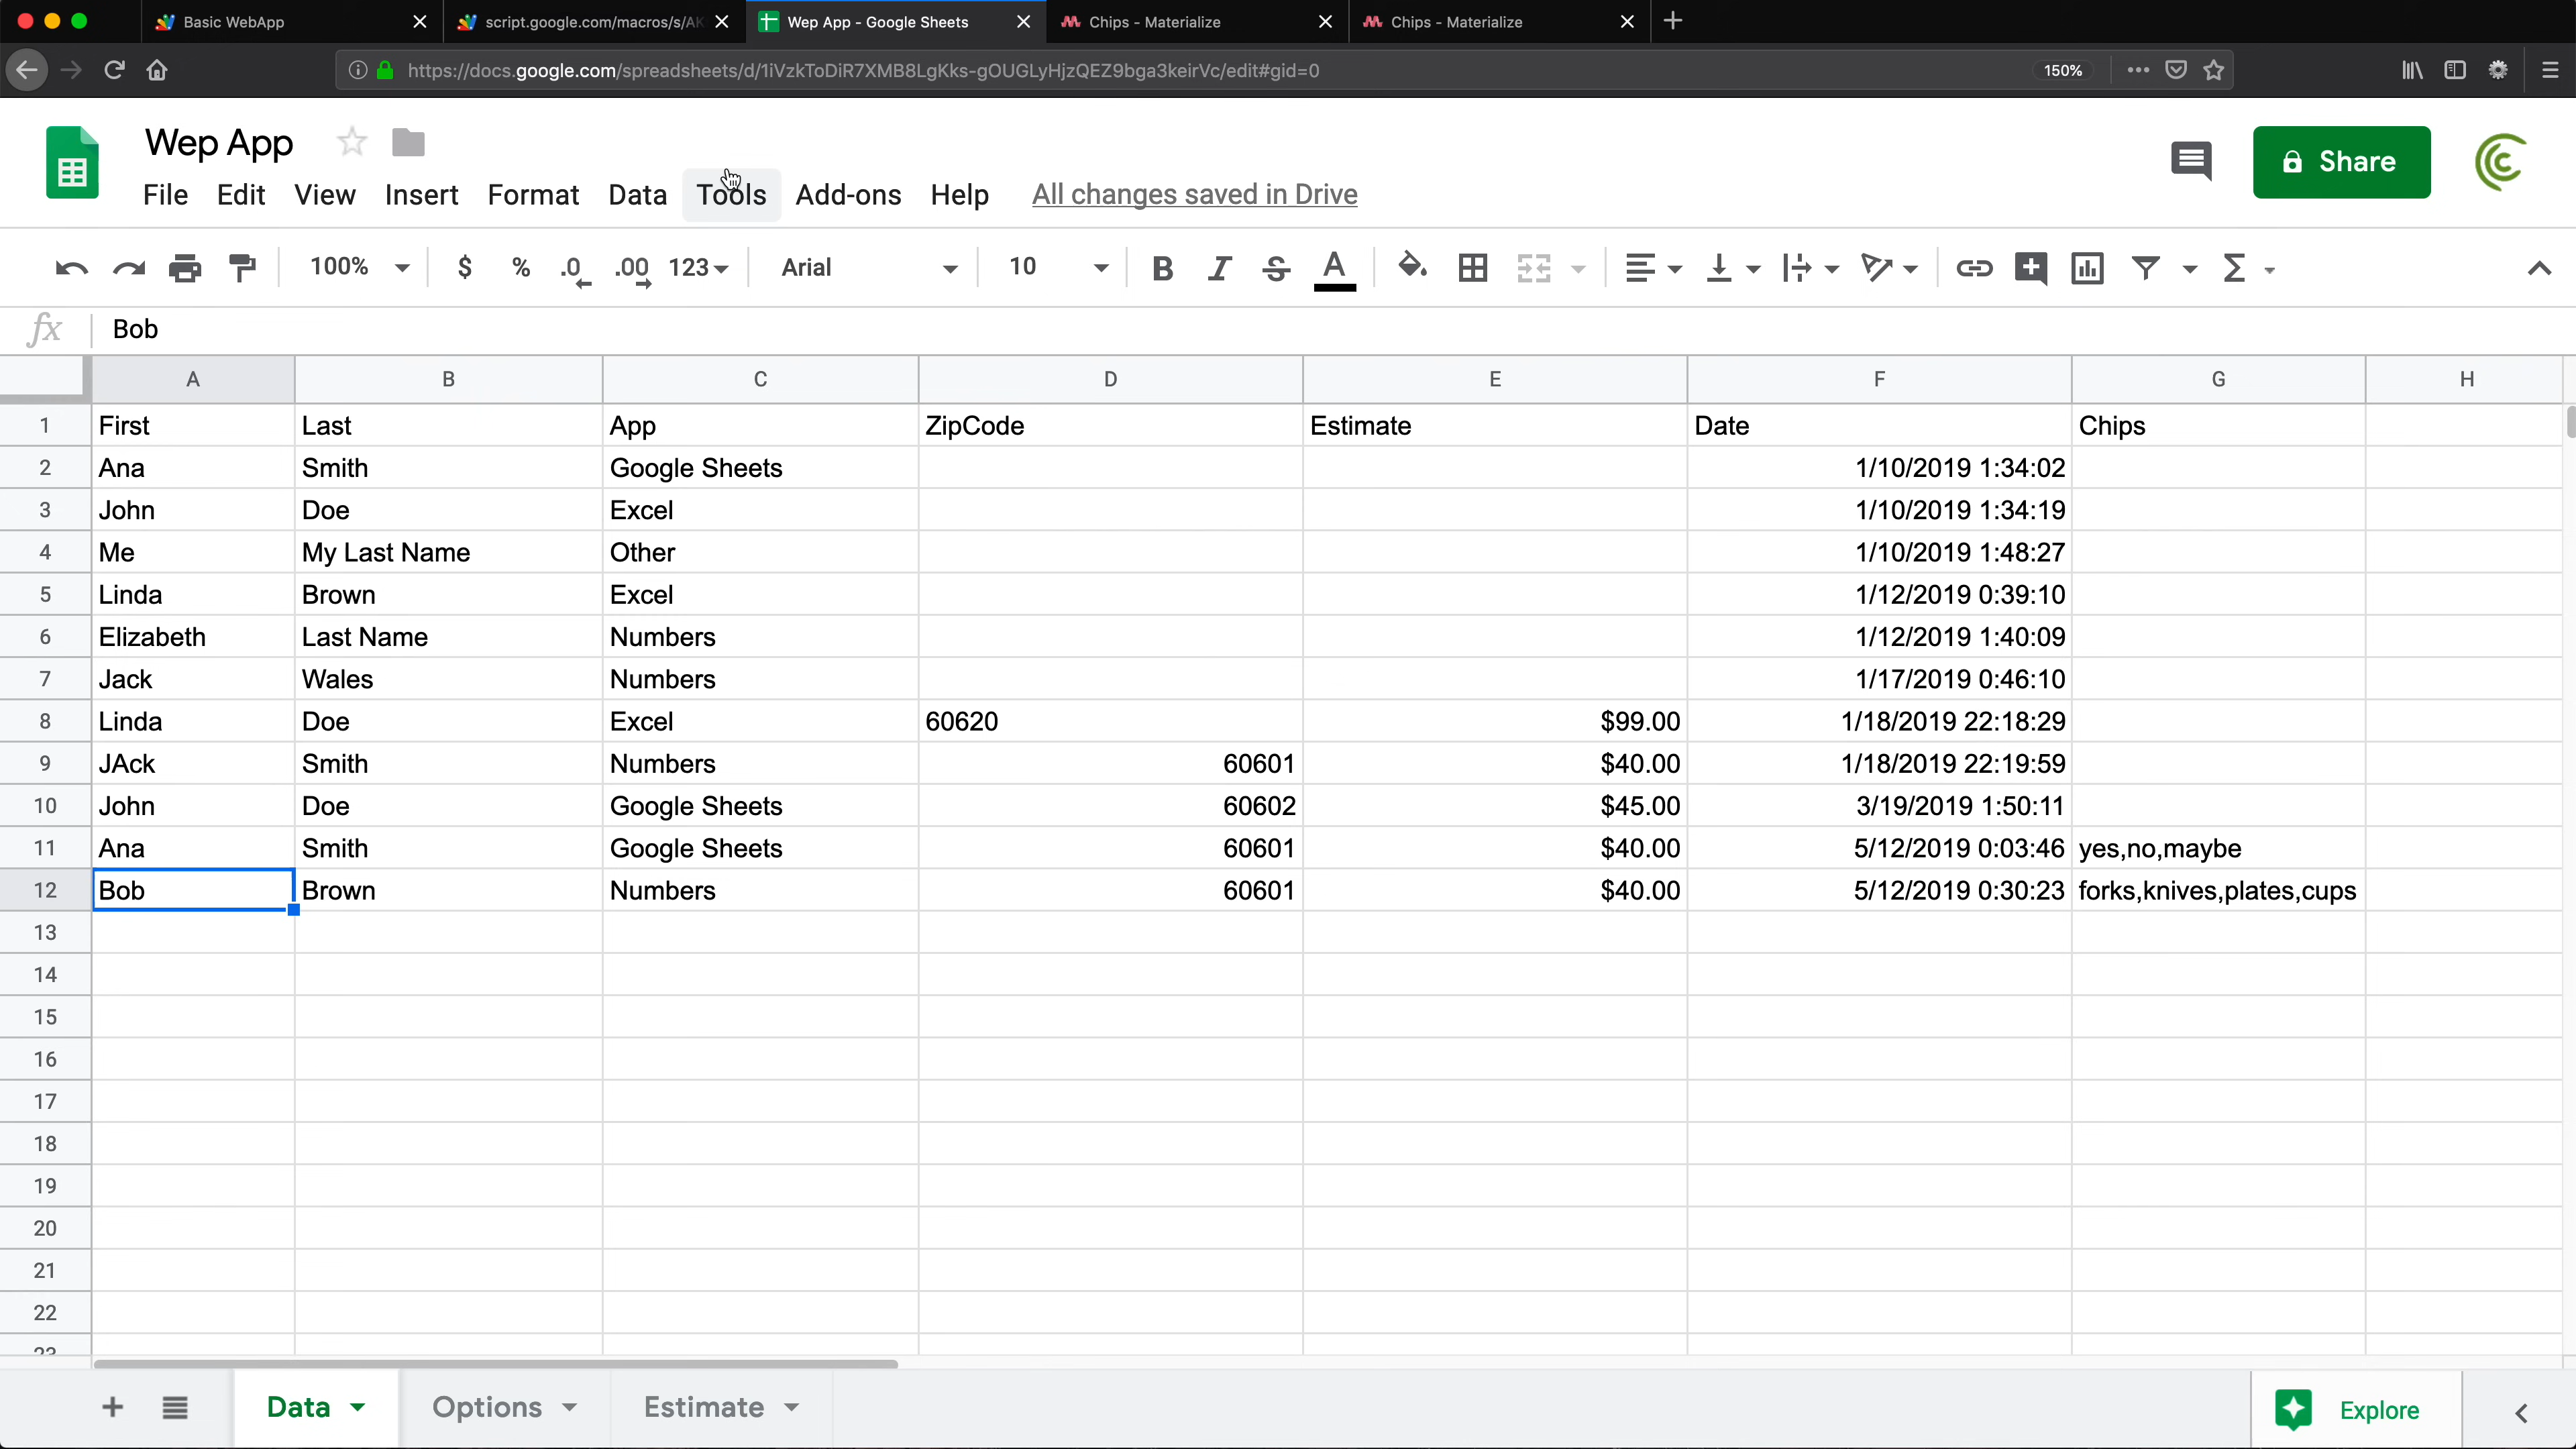 Basic WebApp script.google.com/macros/s/AK Wep App - Google Sheets Chips - Materialize Chips - Materialize
https://docs.google.com/spreadsheets/d/1iVzkToDiR7XMB8LgKks-gOUGLyHjzQEZ9bga3keirVc/edit#gid=0 150%
Wep App
File Edit View Insert Format Data Tools Add-ons Help All changes saved in Drive
Share
100% $ % .0 .00 123 Arial 10 B I S A Σ
fx Bob
A B C D E F G H
1 First Last App ZipCode Estimate Date Chips
2 Ana Smith Google Sheets 1/10/2019 1:34:02
3 John Doe Excel 1/10/2019 1:34:19
4 Me My Last Name Other 1/10/2019 1:48:27
5 Linda Brown Excel 1/12/2019 0:39:10
6 Elizabeth Last Name Numbers 1/12/2019 1:40:09
7 Jack Wales Numbers 1/17/2019 0:46:10
8 Linda Doe Excel 60620 $99.00 1/18/2019 22:18:29
9 JAck Smith Numbers 60601 $40.00 1/18/2019 22:19:59
10 John Doe Google Sheets 60602 $45.00 3/19/2019 1:50:11
11 Ana Smith Google Sheets 60601 $40.00 5/12/2019 0:03:46 yes,no,maybe
12 Bob Brown Numbers 60601 $40.00 5/12/2019 0:30:23 forks,knives,plates,cups
13
14
15
16
17
18
19
20
21
22
23
Data Options Estimate Explore